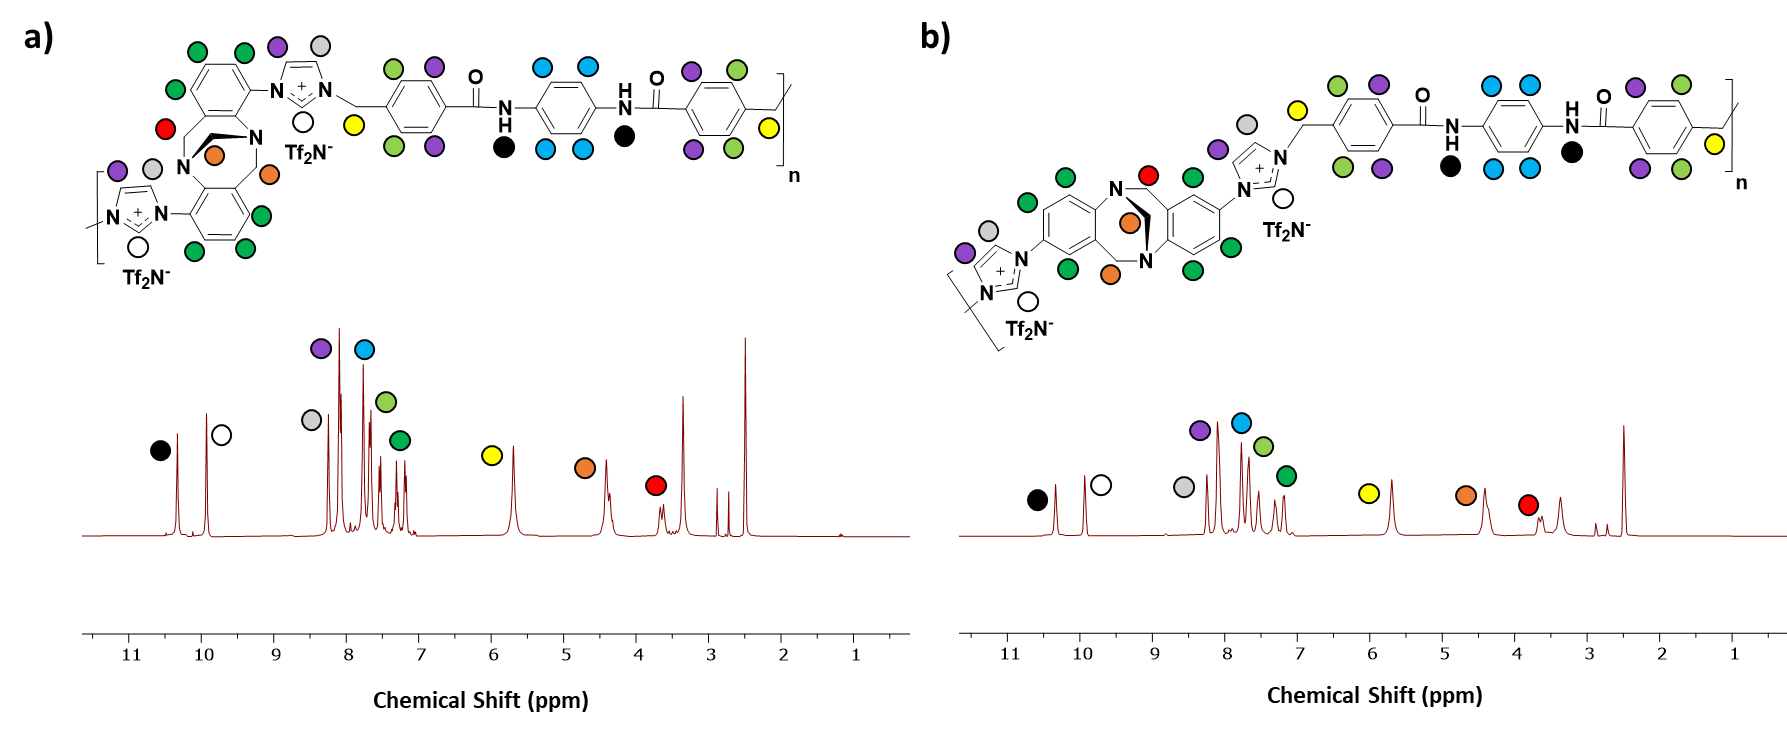 a)
b)
O
N
H
H
N
O
N
+
N
N
N
Tf₂N⁻
n
N
+
N
Tf₂N⁻
O
N
H
H
N
O
n
N
+
N
Tf₂N⁻
N
N
N
+
N
Tf₂N⁻
11 10 9 8 7 6 5 4 3 2 1
Chemical Shift (ppm)
11 10 9 8 7 6 5 4 3 2 1
Chemical Shift (ppm)